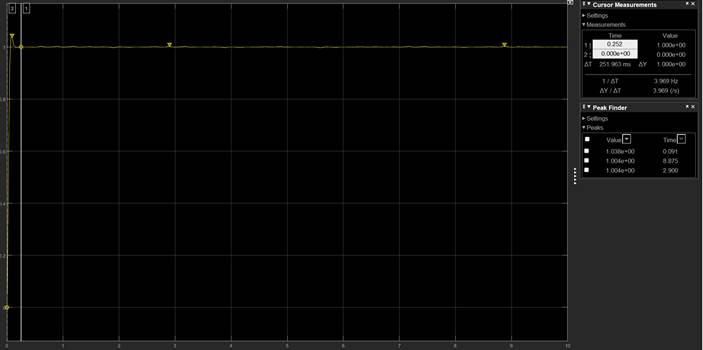 2 1
Cursor Measurements
Settings
Measurements
Time Value
1 0.252 1.000e+00
2 0.000e+00 0.000e+00
ΔT 251.963 ms ΔY 1.000e+00
1 / ΔT 3.969 Hz
ΔY / ΔT 3.969 (/s)
Peak Finder
Settings
Peaks
Value Time
1.038e+00 0.091
1.004e+00 8.875
1.004e+00 2.900
1
0.8
0.6
0.4
0.2
0
0 1 2 3 4 5 6 7 8 9 10